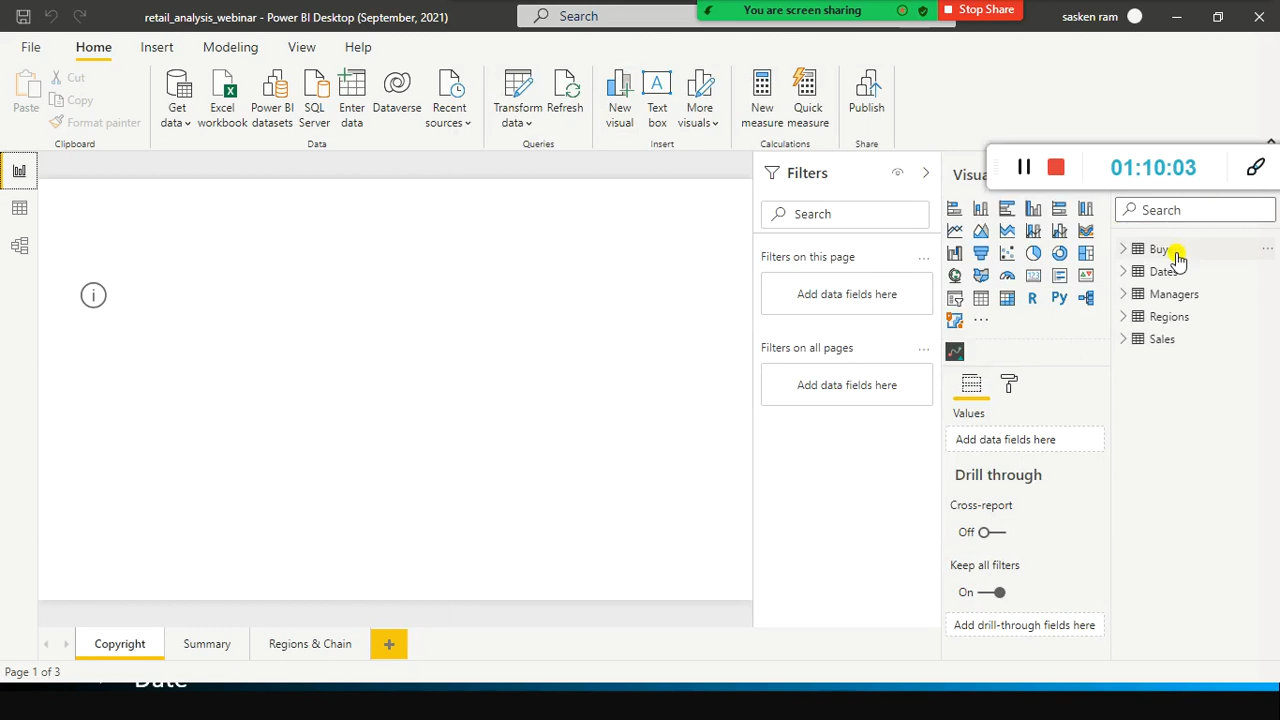 retail_analysis_webinar - Power BI Desktop (September, 2021)
Search
You are screen sharing
Stop Share
sasken ram
File
Home
Insert
Modeling
View
Help
Paste
Cut
Copy
Format painter
Clipboard
Get data
Excel workbook
Power BI datasets
SQL Server
Enter data
Dataverse
Recent sources
Data
Transform data
Refresh
Queries
New visual
Text box
More visuals
Insert
New measure
Quick measure
Calculations
Publish
Share
01:10:03
Filters
Search
Filters on this page
...
Add data fields here
Filters on all pages
...
Add data fields here
R
Py
...
Values
Add data fields here
Drill through
Cross-report
Off
Keep all filters
On
Add drill-through fields here
Search
Dates
Managers
Regions
Sales
Copyright
Summary
Regions & Chain
Page 1 of 3
Date